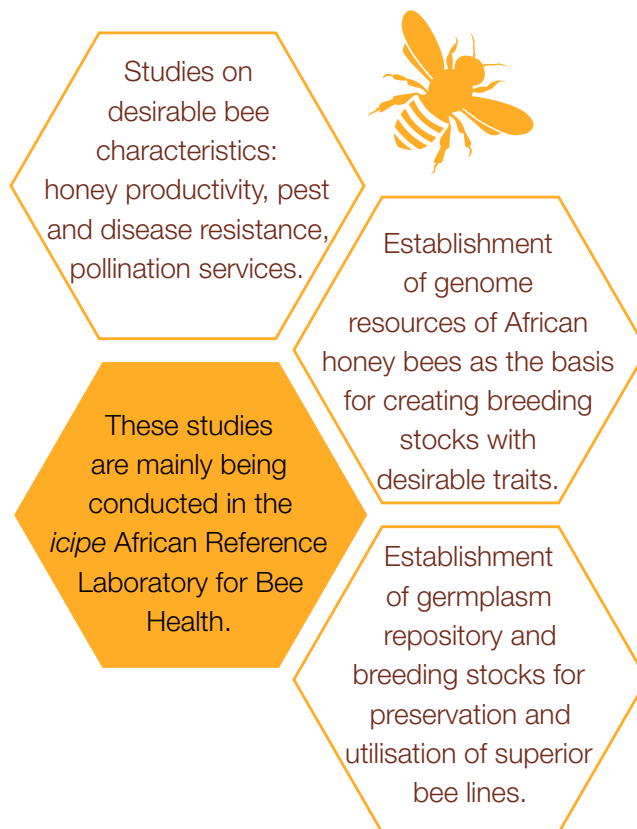 Studies on
desirable bee
characteristics:
honey productivity, pest
and disease resistance,
pollination services.
Establishment
of genome
resources of African
honey bees as the basis
for creating breeding
stocks with
desirable traits.
These studies
are mainly being
conducted in the
icipe African Reference
Laboratory for Bee
Health.
Establishment
of germplasm
repository and
breeding stocks for
preservation and
utilisation of superior
bee lines.